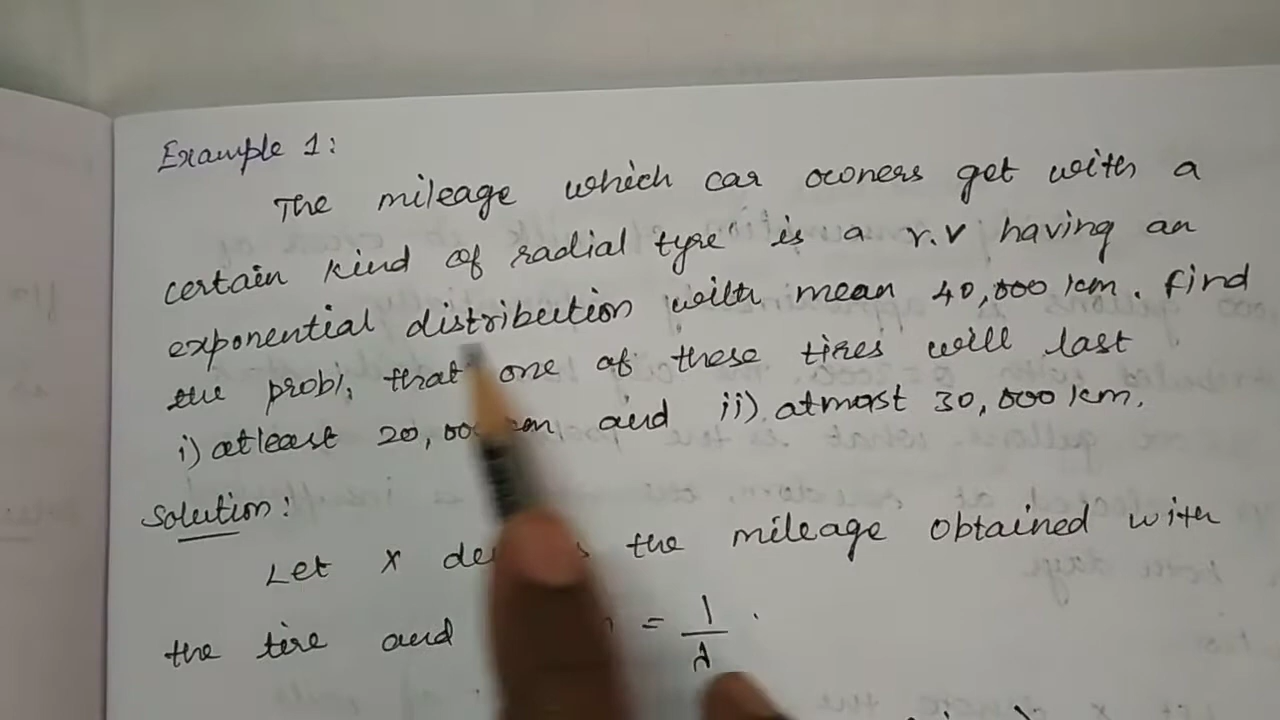 Example 1:
The mileage which car owners get with a
certain kind of radial tyre is a r.v having an
exponential distribution with mean 40,000 km. find
the prob/. that one of these tires will last
i) atleast 20,00 and ii) atmost 30,000 km.
Solution:
Let x the mileage obtained with
the tire and = 1/λ.